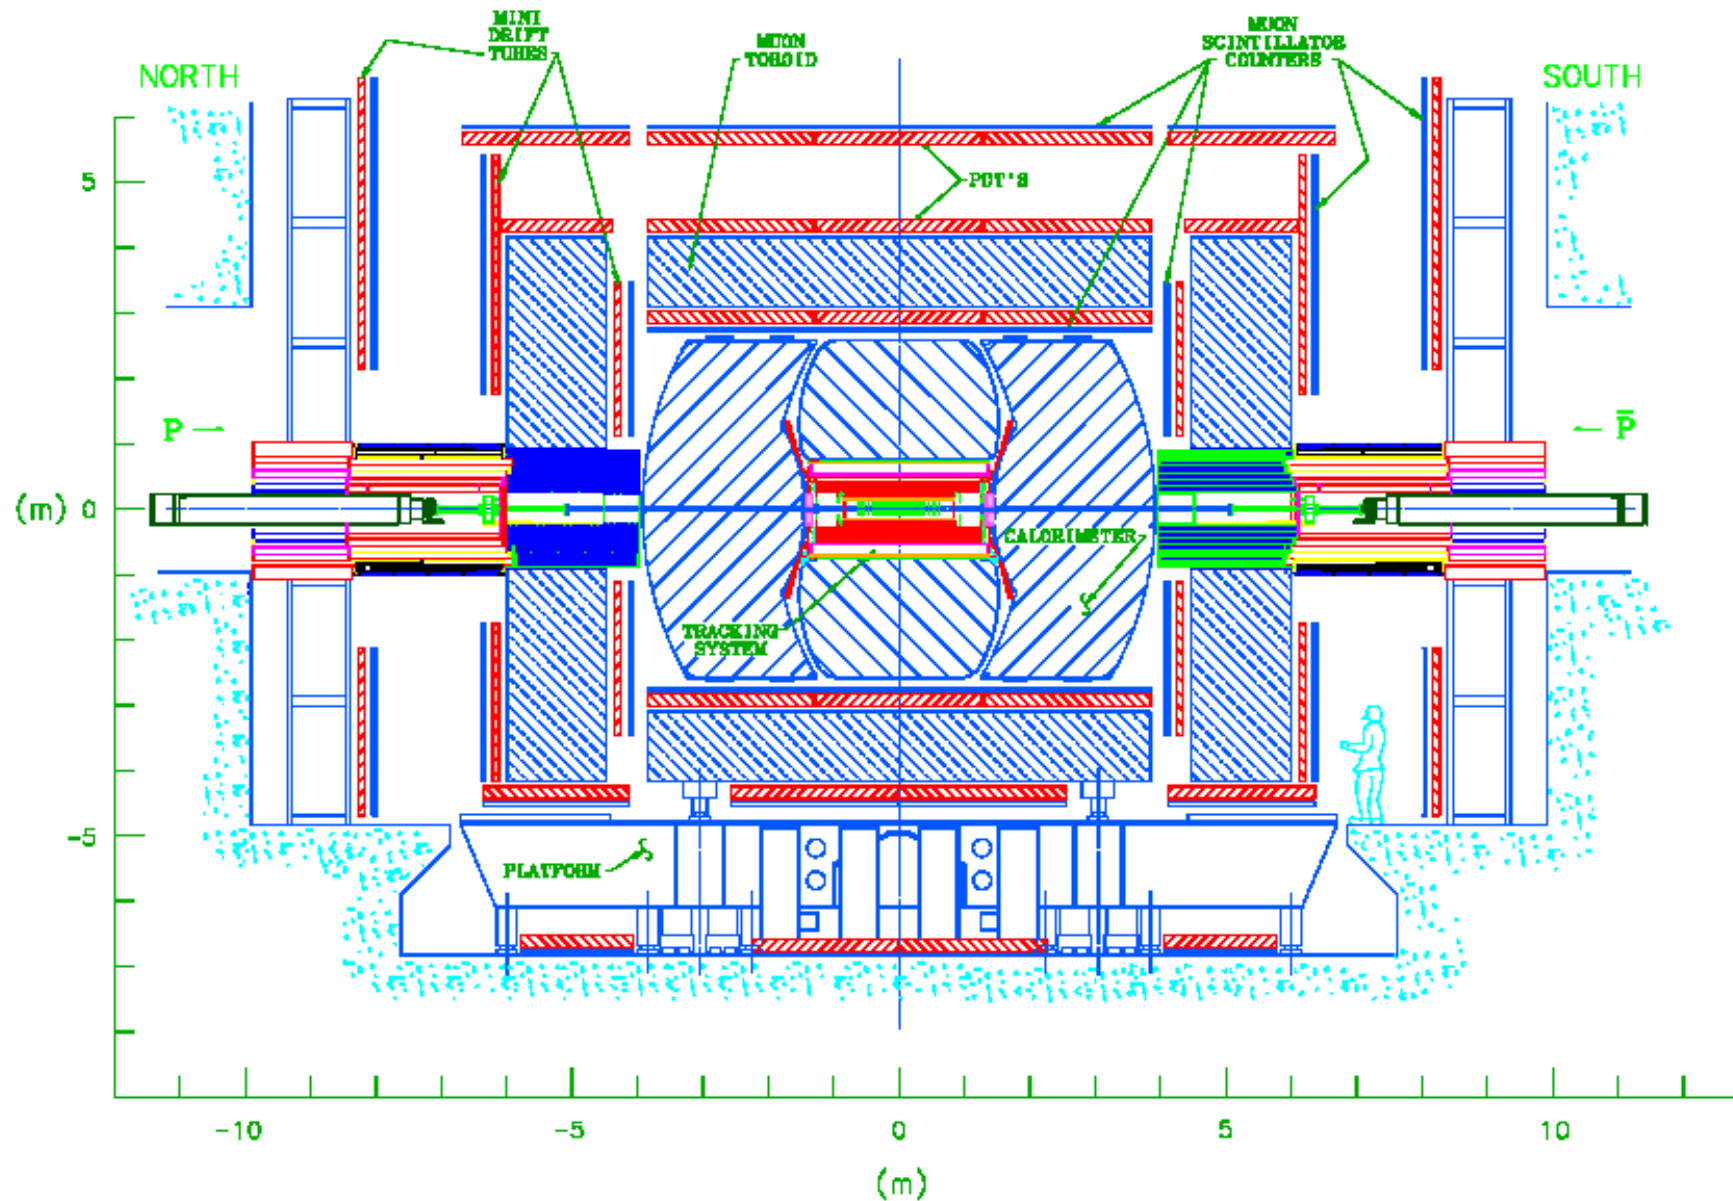 MINI
DRIFT
TUBES
MUON
TOROID
MUON
SCINTILLATOR
COUNTERS
NORTH
SOUTH
5
PDT'S
P
P̅
(m)
0
CALORIMETER
TRACKING
SYSTEM
-5
PLATFORM
-10
-5
0
5
10
(m)